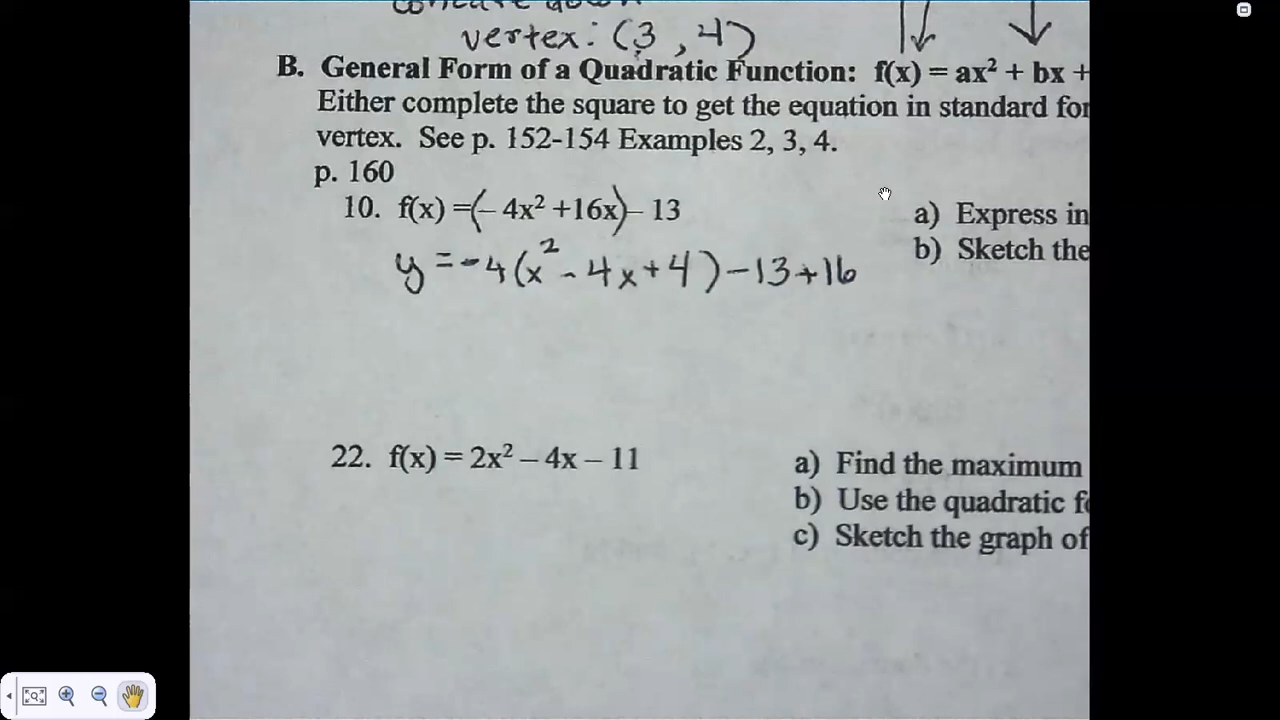 concave down
vertex: (3, 4)
B. General Form of a Quadratic Function: f(x) = ax² + bx +
Either complete the square to get the equation in standard for
vertex. See p. 152-154 Examples 2, 3, 4.
p. 160
10. f(x) =(– 4x² +16x) – 13
a) Express in
b) Sketch the
y = -4(x² - 4x + 4) - 13 + 16
22. f(x) = 2x² – 4x – 11
a) Find the maximum
b) Use the quadratic fo
c) Sketch the graph of